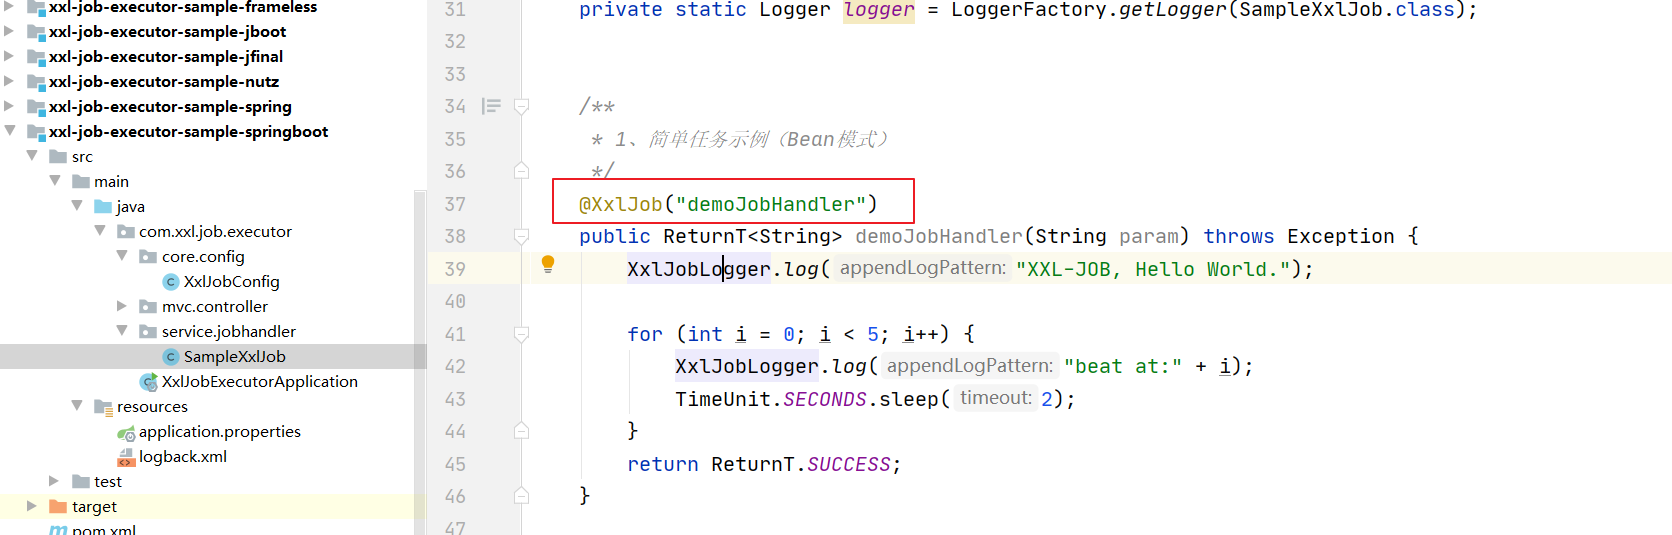 xxl-job-executor-sample-frameless
xxl-job-executor-sample-jboot
xxl-job-executor-sample-jfinal
xxl-job-executor-sample-nutz
xxl-job-executor-sample-spring
xxl-job-executor-sample-springboot
src
main
java
com.xxl.job.executor
core.config
XxlJobConfig
mvc.controller
service.jobhandler
SampleXxlJob
XxlJobExecutorApplication
resources
application.properties
logback.xml
test
target
pom.xml
31 private static Logger logger = LoggerFactory.getLogger(SampleXxlJob.class);
32
33
34 /**
35 * 1、简单任务示例（Bean模式）
36 */
37 @XxlJob("demoJobHandler")
38 public ReturnT<String> demoJobHandler(String param) throws Exception {
39 XxlJobLogger.log( appendLogPattern: "XXL-JOB, Hello World.");
40
41 for (int i = 0; i < 5; i++) {
42 XxlJobLogger.log( appendLogPattern: "beat at:" + i);
43 TimeUnit.SECONDS.sleep( timeout: 2);
44 }
45 return ReturnT.SUCCESS;
46 }
47